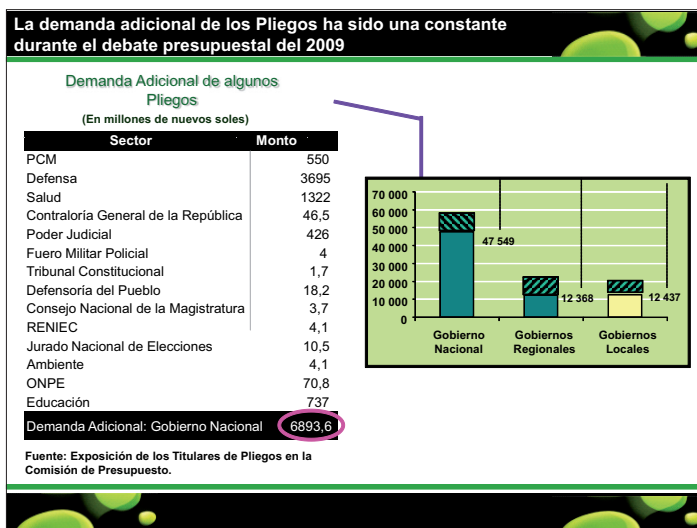 La demanda adicional de los Pliegos ha sido una constante
durante el debate presupuestal del 2009
Demanda Adicional de algunos
Pliegos
(En millones de nuevos soles)
Sector Monto
PCM 550
Defensa 3695
Salud 1322
Contraloría General de la República 46,5
Poder Judicial 426
Fuero Militar Policial 4
Tribunal Constitucional 1,7
Defensoría del Pueblo 18,2
Consejo Nacional de la Magistratura 3,7
RENIEC 4,1
Jurado Nacional de Elecciones 10,5
Ambiente 4,1
ONPE 70,8
Educación 737
Demanda Adicional: Gobierno Nacional 6893,6
Fuente: Exposición de los Titulares de Pliegos en la
Comisión de Presupuesto.
70 000
60 000
50 000
40 000
30 000
20 000
10 000
0
47 549
12 368
12 437
Gobierno
Nacional
Gobiernos
Regionales
Gobiernos
Locales